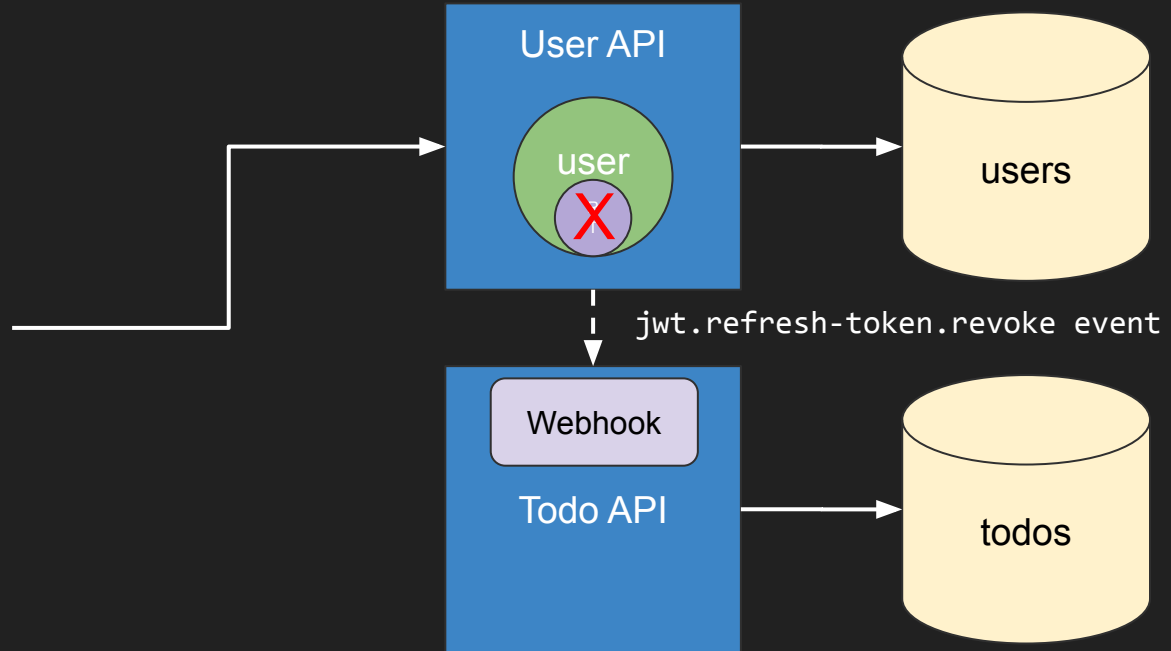 User API
user
X
users
jwt.refresh-token.revoke event
Webhook
Todo API
todos